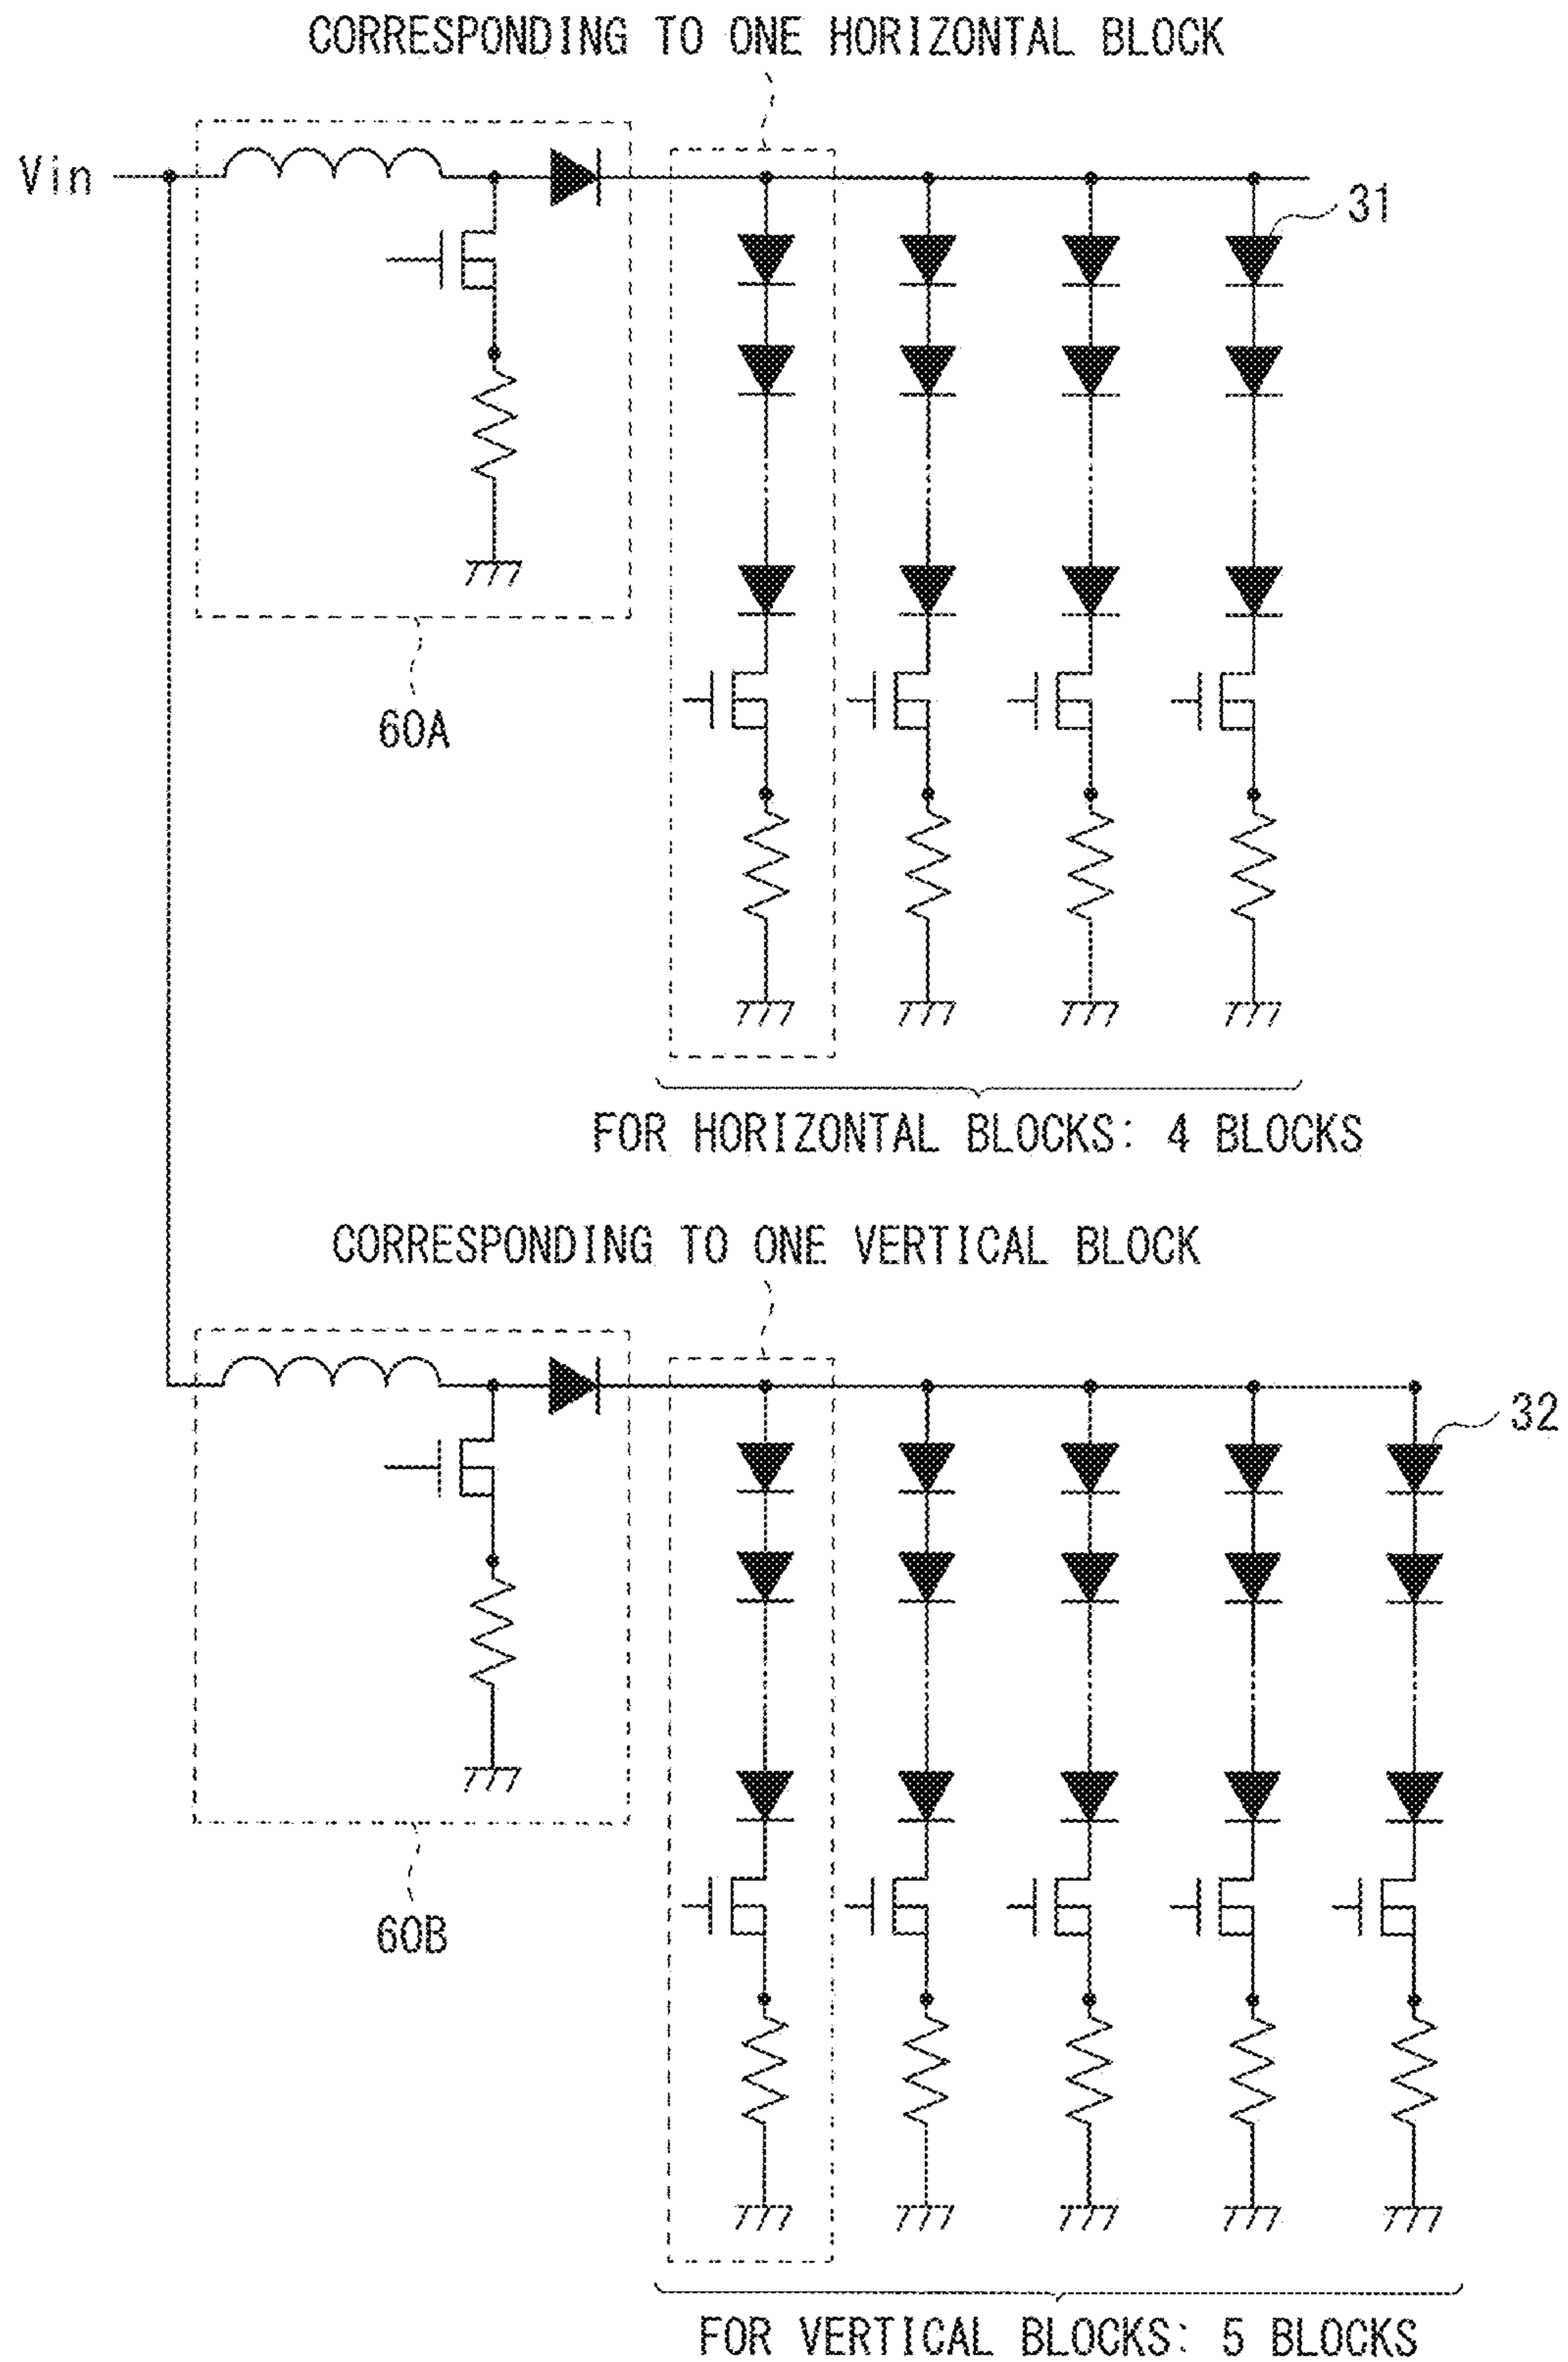 CORRESPONDING TO ONE HORIZONTAL BLOCK
Vin
31
60A
FOR HORIZONTAL BLOCKS: 4 BLOCKS
CORRESPONDING TO ONE VERTICAL BLOCK
32
60B
FOR VERTICAL BLOCKS: 5 BLOCKS